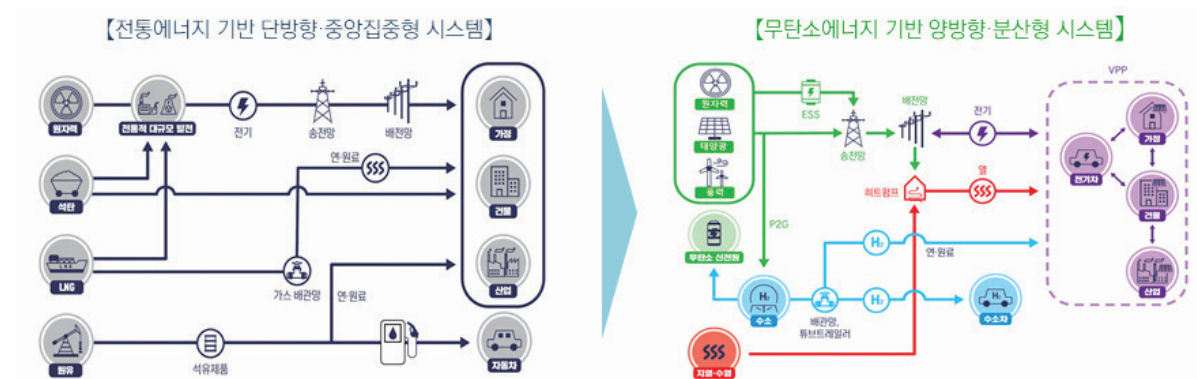 【전통에너지 기반 단방향·중앙집중형 시스템】
원자력
전통적 대규모 발전
전기
송전망
배전망
가정
연·원료
석탄
건물
LNG
LNG
가스 배관망
연·원료
산업
원유
석유제품
자동차
【무탄소에너지 기반 양방향·분산형 시스템】
VPP
원자력
ESS
배전망
전기
가정
태양광
송전망
전기차
풍력
히트펌프
열
건물
P2G
무탄소 신전원
H₂
연·원료
산업
H₂
수소
배관망,
튜브트레일러
H₂
H₂
수소차
지열·수열